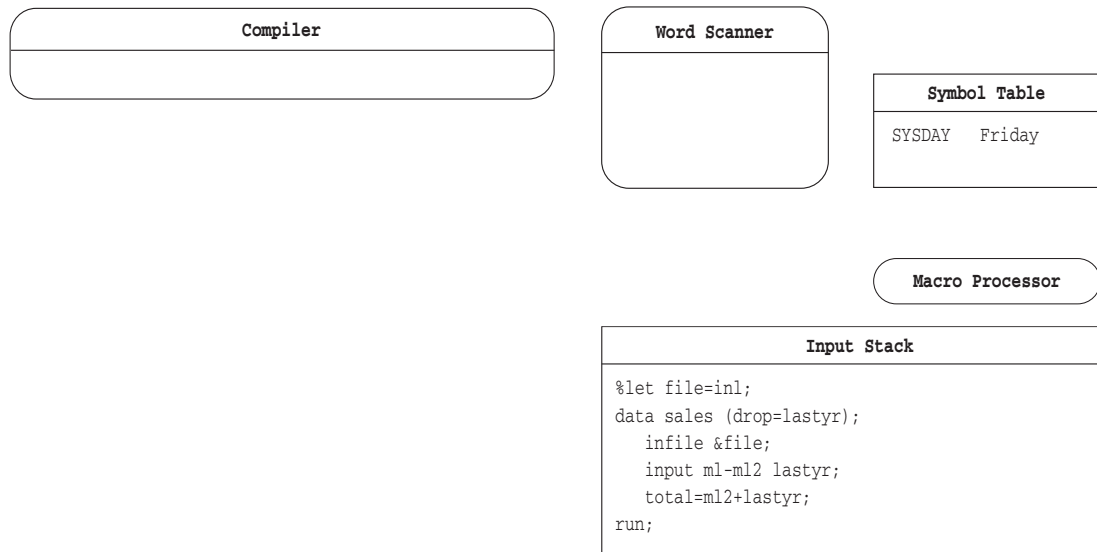 Compiler
Word Scanner
Symbol Table
SYSDAY Friday
Macro Processor
Input Stack
%let file=inl;
data sales (drop=lastyr);
infile &file;
input ml-ml2 lastyr;
total=ml2+lastyr;
run;